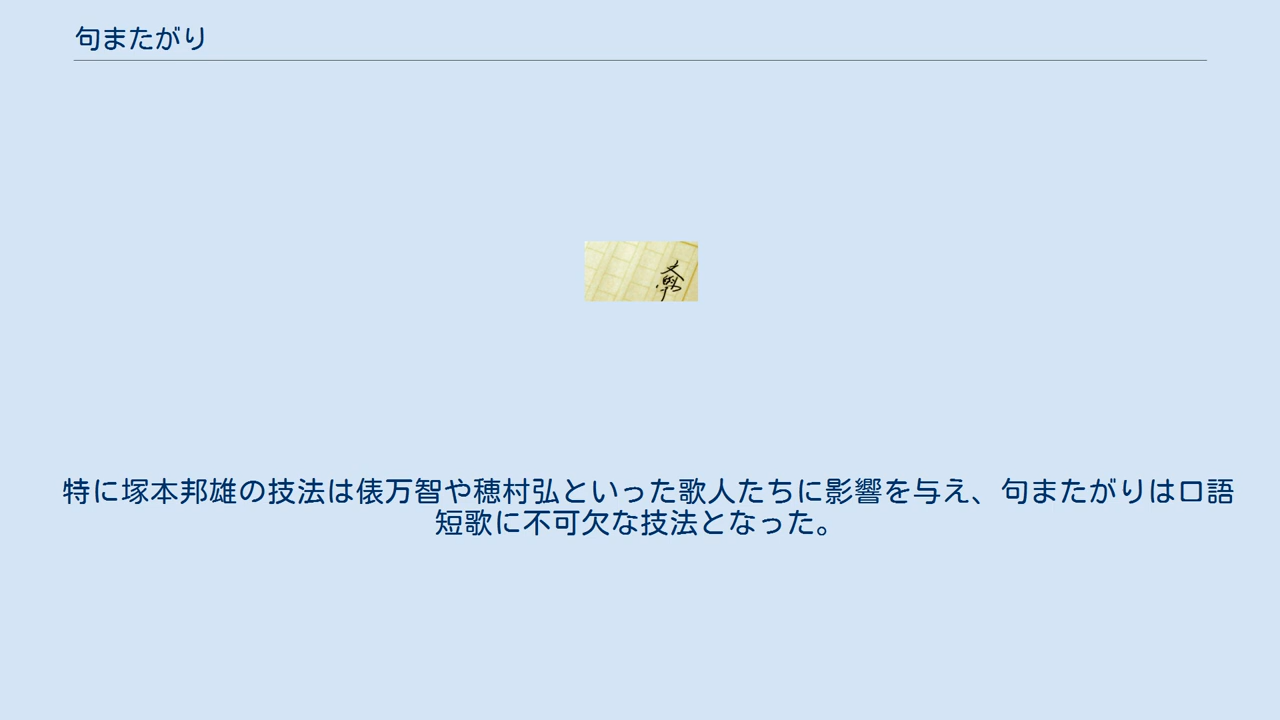 句またがり
特に塚本邦雄の技法は俵万智や穂村弘といった歌人たちに影響を与え、句またがりは口語
短歌に不可欠な技法となった。